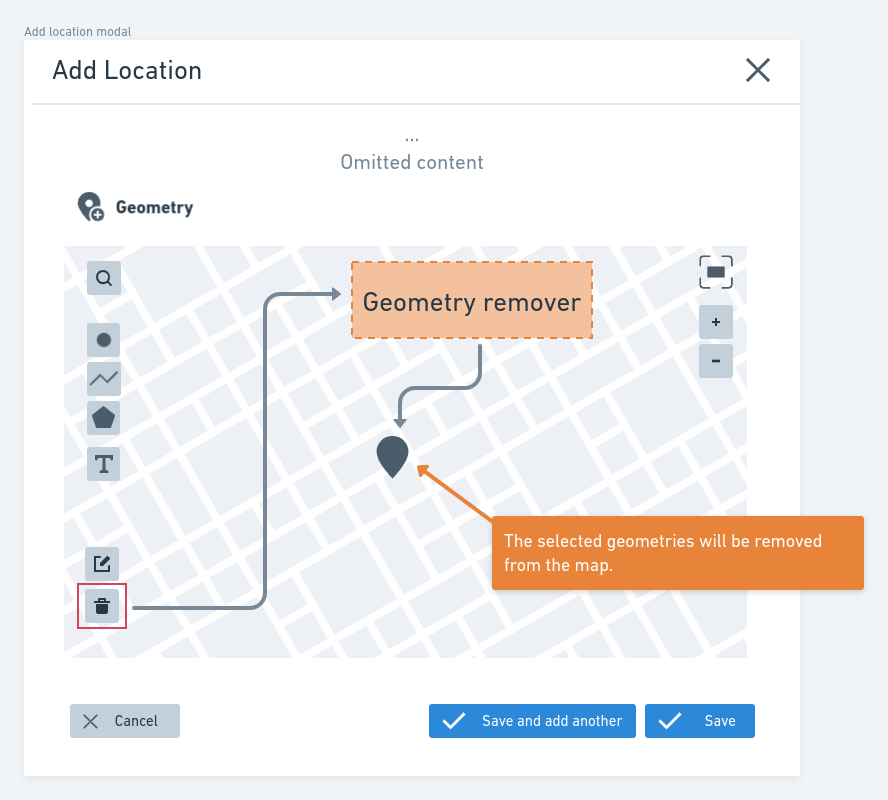 Add location modal
Add Location
...
Omitted content
Geometry
Geometry remover
+
-
T
The selected geometries will be removed
from the map.
Cancel
Save and add another
Save